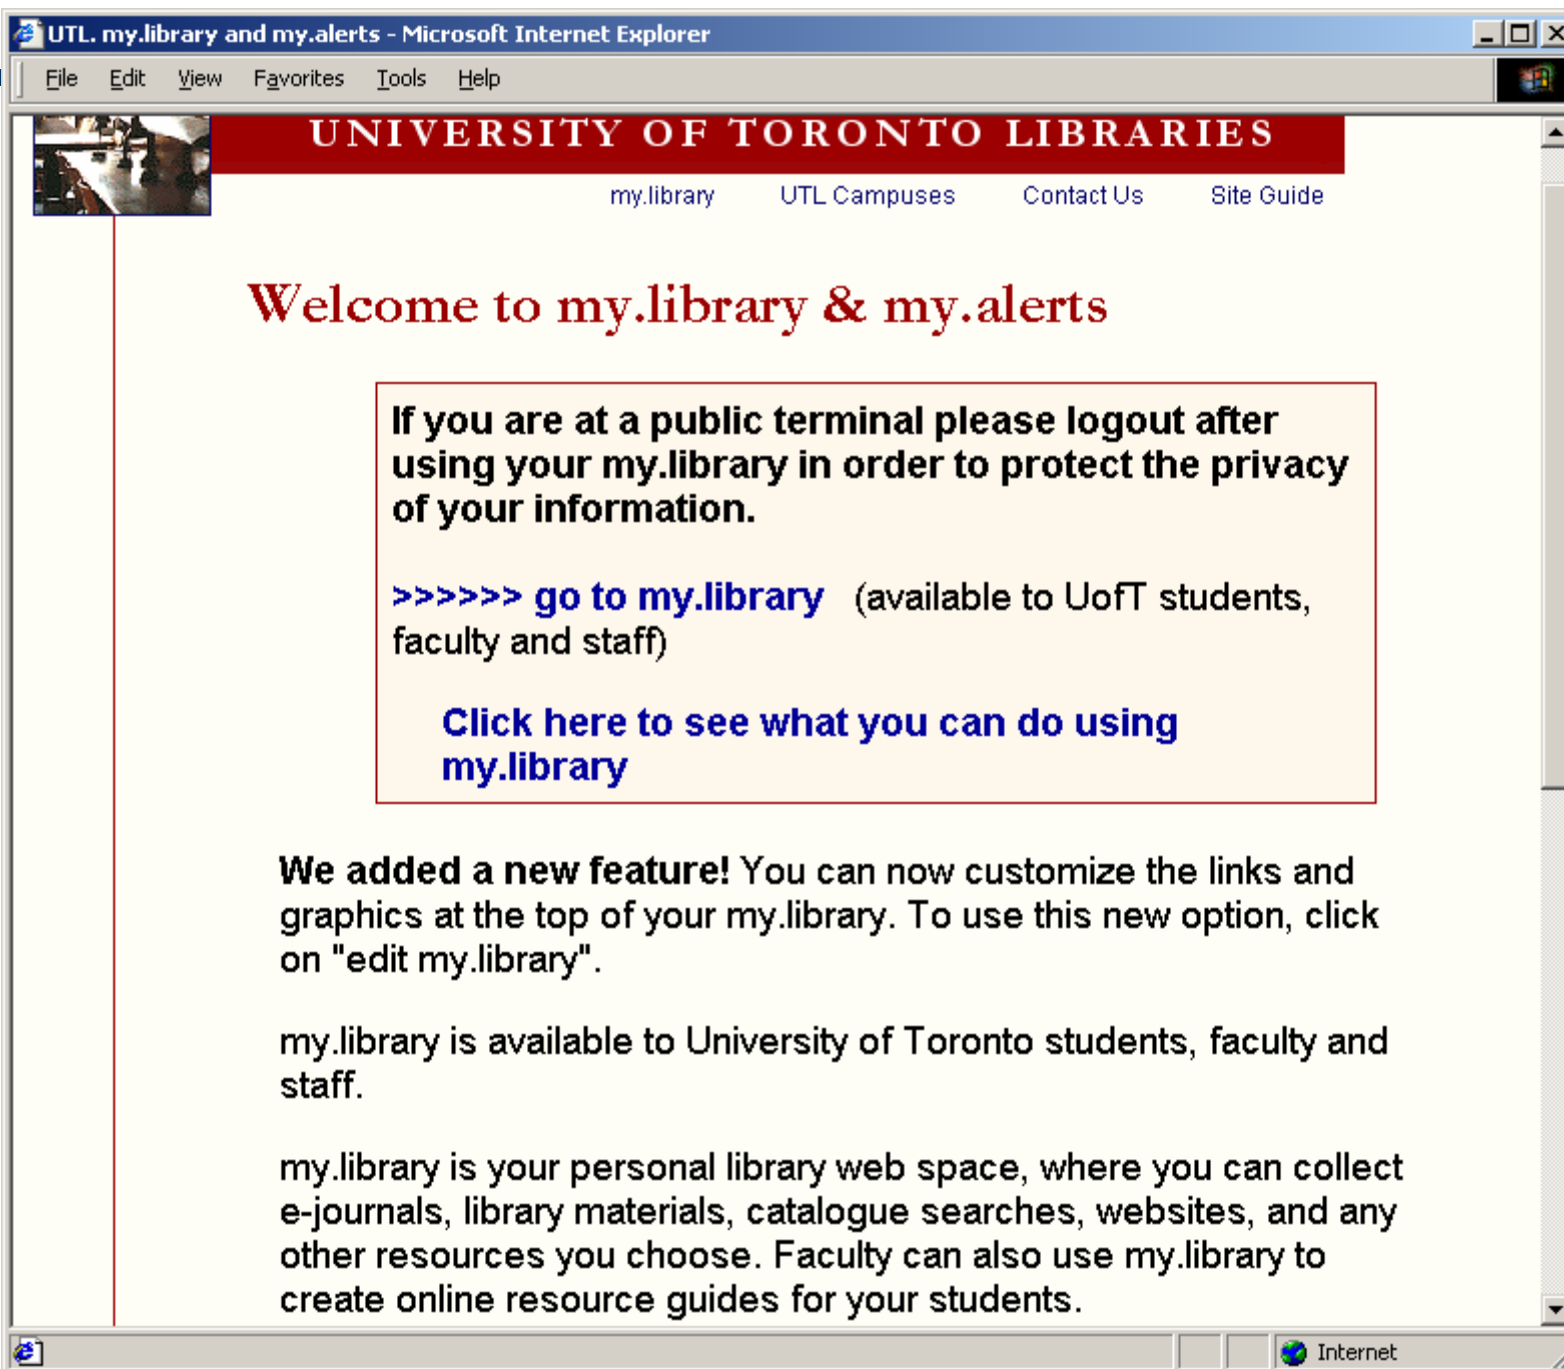 UTL. my.library and my.alerts - Microsoft Internet Explorer
File Edit View Favorites Tools Help
UNIVERSITY OF TORONTO LIBRARIES
my.library UTL Campuses Contact Us Site Guide
Welcome to my.library & my.alerts
If you are at a public terminal please logout after
using your my.library in order to protect the privacy
of your information.
>>>>>> go to my.library (available to UofT students,
faculty and staff)
Click here to see what you can do using
my.library
We added a new feature! You can now customize the links and
graphics at the top of your my.library. To use this new option, click
on "edit my.library".
my.library is available to University of Toronto students, faculty and
staff.
my.library is your personal library web space, where you can collect
e-journals, library materials, catalogue searches, websites, and any
other resources you choose. Faculty can also use my.library to
create online resource guides for your students.
Internet